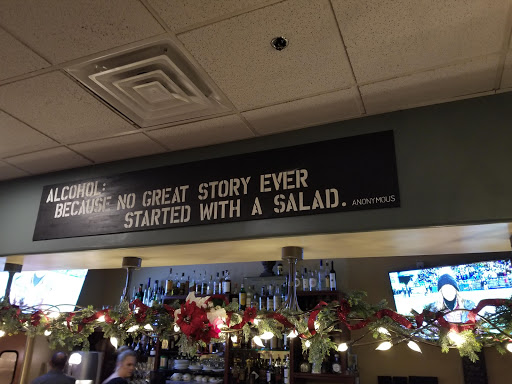 ALCOHOL:
BECAUSE NO GREAT STORY EVER
STARTED WITH A SALAD. ANONYMOUS